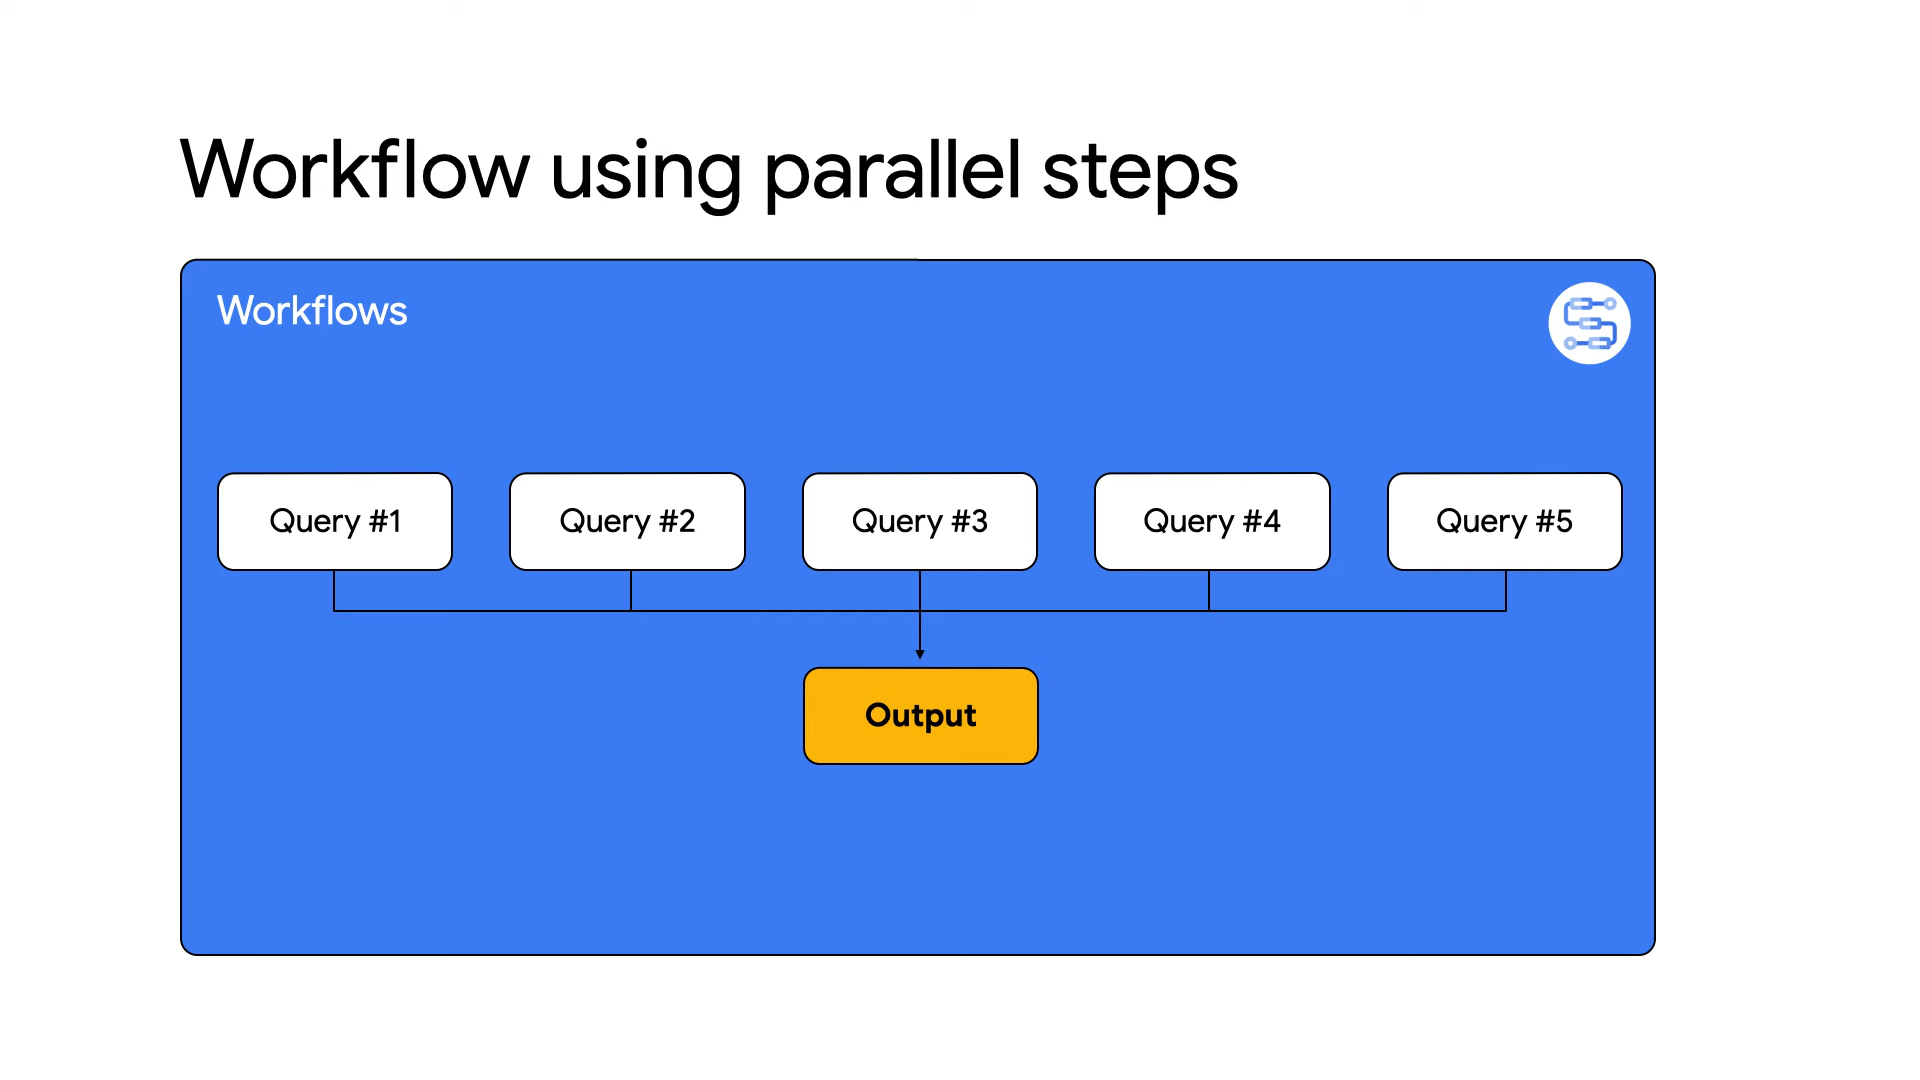 Workflow using parallel steps
Workflows
Query #1
Query #2
Query #3
Query #4
Query #5
Output